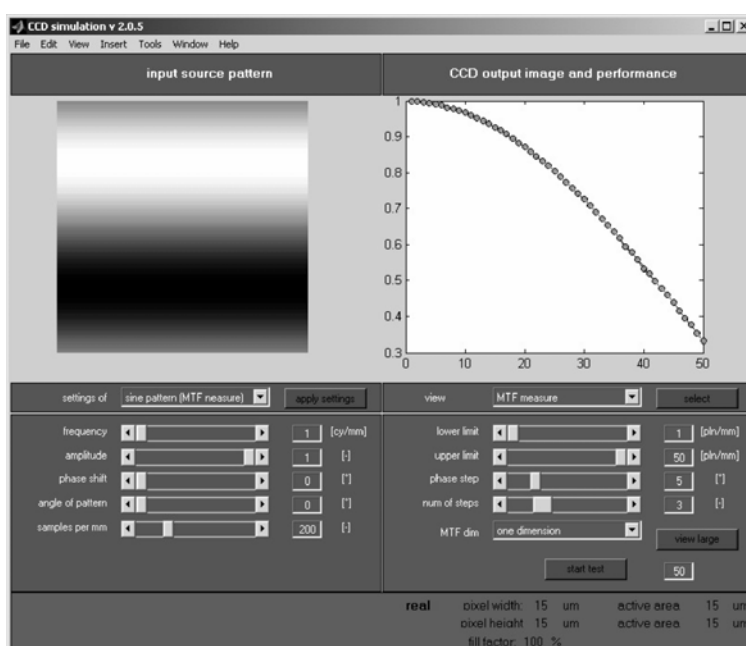 CCD simulation v 2.0.5
File Edit View Insert Tools Window Help
input source pattern
CCD output image and performance
1
0.9
0.8
0.7
0.6
0.5
0.4
0.3
0 10 20 30 40 50
settings of sine pattern (MTF neasure) apply settings
view MTF measure select
frequency 1 [cy/mm]
amplitude 1 [-]
phase shift 0 [°]
angle of pattern 0 [°]
samples per mm 200 [-]
lower limit 1 [pln/mm]
upper limit 50 [pln/mm]
phase step 5 [°]
num of steps 3 [-]
MTF dim one dimension view large
start test 50
real pixel width: 15 um active area 15 um
pixel height 15 um active area 15 um
fill factor: 100 %